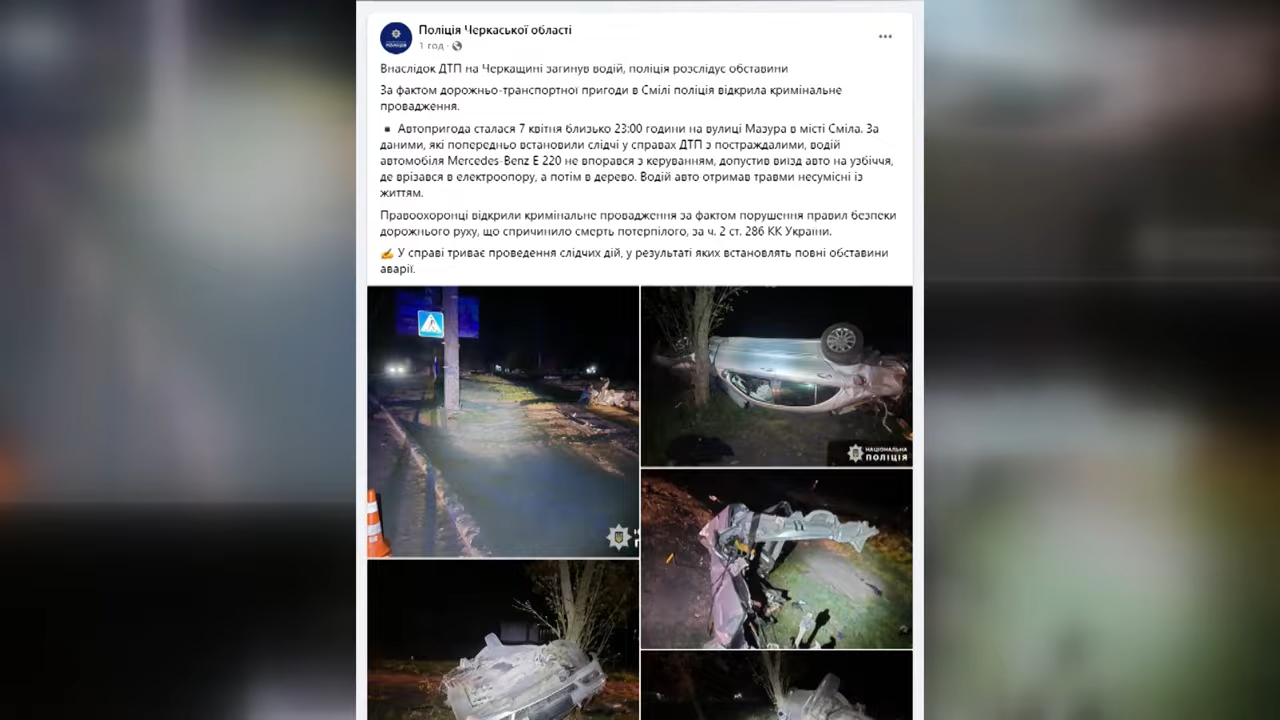 Поліція Черкаської області
1 год ·
Внаслідок ДТП на Черкащині загинув водій, поліція розслідує обставини
За фактом дорожньо-транспортної пригоди в Смілі поліція відкрила кримінальне
провадження.
▪ Автопригода сталася 7 квітня близько 23:00 години на вулиці Мазура в місті Сміла. За
даними, які попередньо встановили слідчі у справах ДТП з постраждалими, водій
автомобіля Mercedes-Benz E 220 не впорався з керуванням, допустив виїзд авто на узбіччя,
де врізався в електроопору, а потім в дерево. Водій авто отримав травми несумісні із
життям.
Правоохоронці відкрили кримінальне провадження за фактом порушення правил безпеки
дорожнього руху, що спричинило смерть потерпілого, за ч. 2 ст. 286 КК України.
✍ У справі триває проведення слідчих дій, у результаті яких встановлять повні обставини
аварії.
НАЦІОНАЛЬНА
ПОЛІЦІЯ